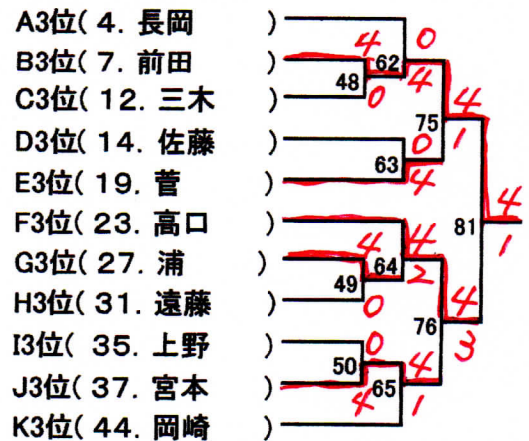 A3位( 4. 長岡 )
B3位( 7. 前田 )
C3位( 12. 三木 )
D3位( 14. 佐藤 )
E3位( 19. 菅 )
F3位( 23. 高口 )
G3位( 27. 浦 )
H3位( 31. 遠藤 )
I3位( 35. 上野 )
J3位( 37. 宮本 )
K3位( 44. 岡崎 )
4 62 0
48 0 4
4
75 1
0
63 4
4
81 1
4
4 64 2
49 0
4
76 3
0
50 4
65 4
1